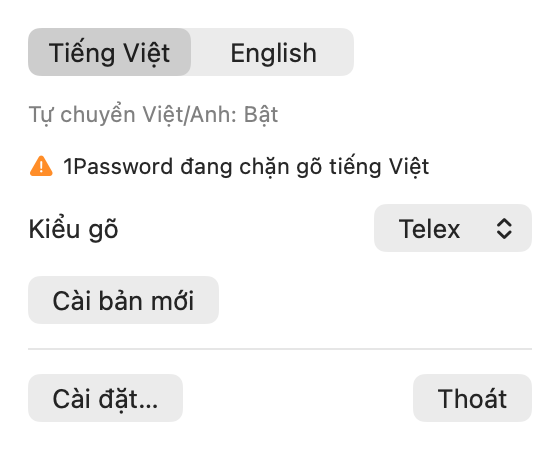 Tiếng Việt English
Tự chuyển Việt/Anh: Bật
1Password đang chặn gõ tiếng Việt
Kiểu gõ Telex
Cài bản mới
Cài đặt...
Thoát